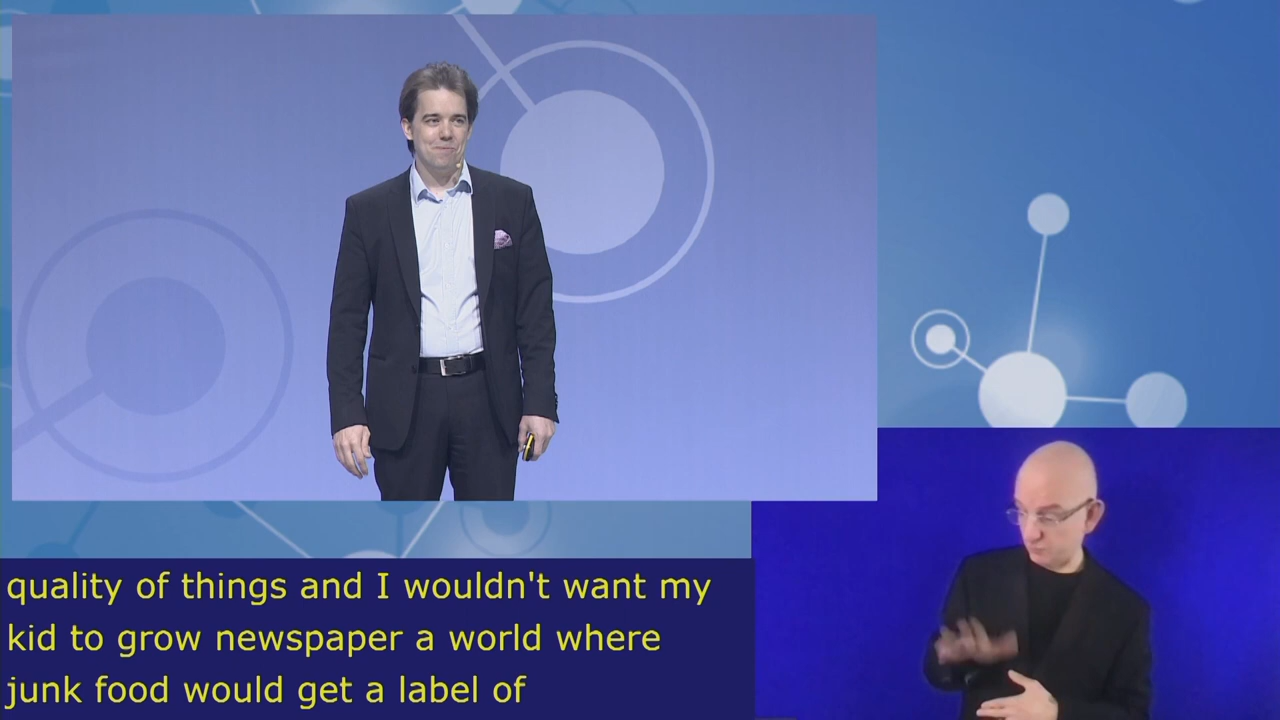 quality of things and I wouldn't want my
kid to grow newspaper a world where
junk food would get a label of